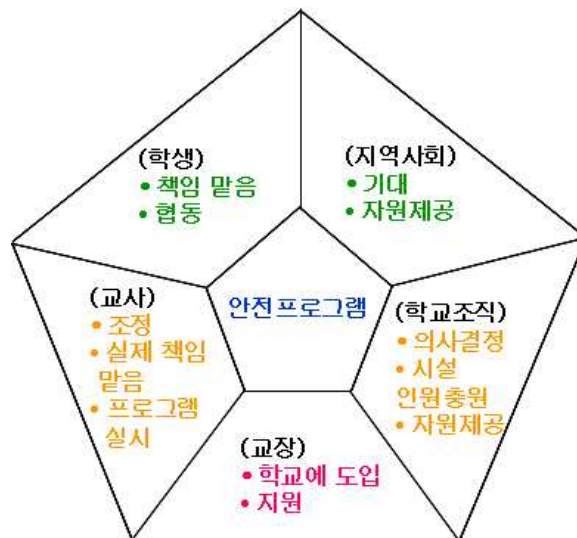 (학생)
• 책임 맡음
• 협동
(지역사회)
• 기대
• 자원제공
(교사)
• 조정
• 실제 책임
맡음
• 프로그램
실시
안전프로그램
(학교조직)
• 의사결정
• 시설
인원충원
• 자원제공
(교장)
• 학교에 도입
• 지원